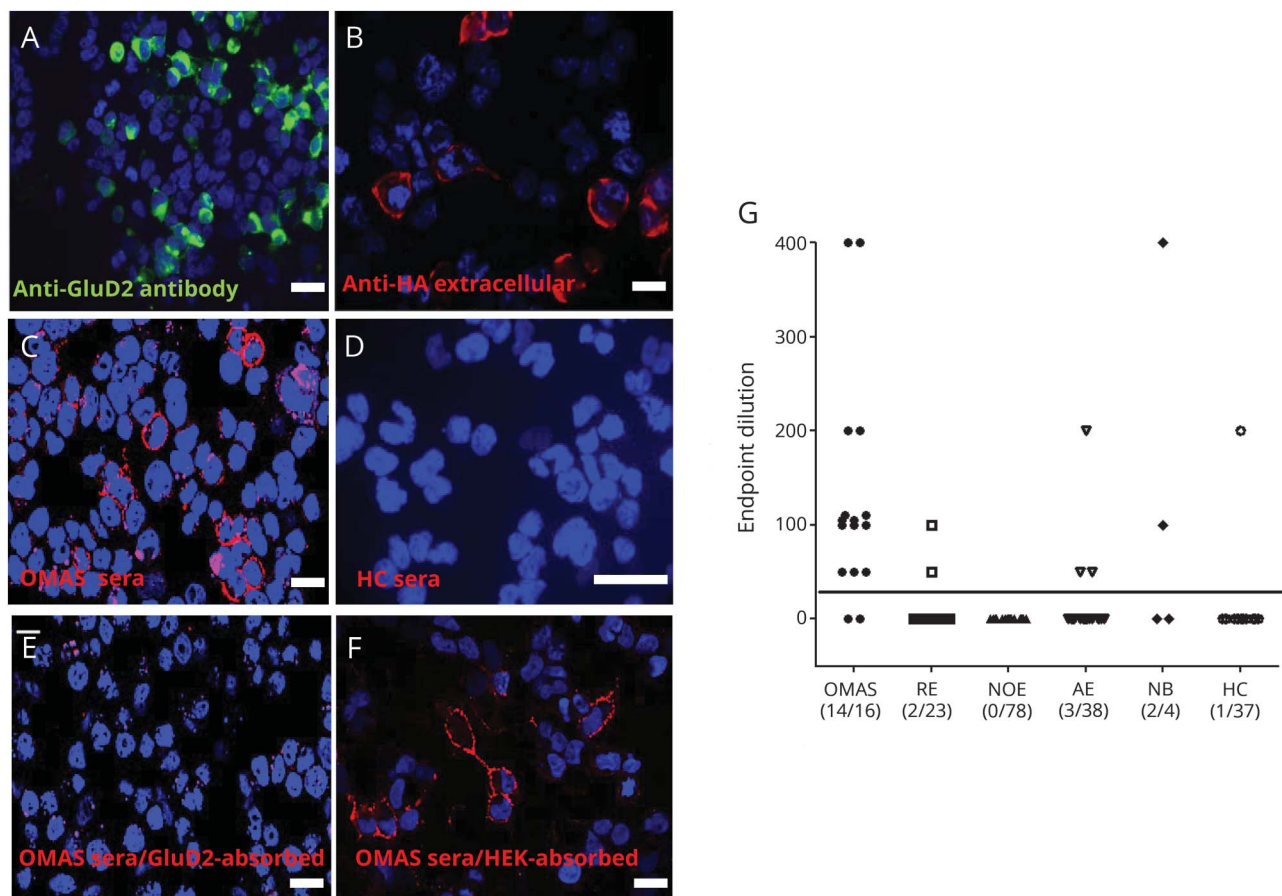 A
Anti-GluD2 antibody
B
Anti-HA extracellular
C
OMAS sera
D
HC sera
E
OMAS sera/GluD2-absorbed
F
OMAS sera/HEK-absorbed
G
Endpoint dilution
400
300
200
100
0
OMAS RE NOE AE NB HC
(14/16) (2/23) (0/78) (3/38) (2/4) (1/37)